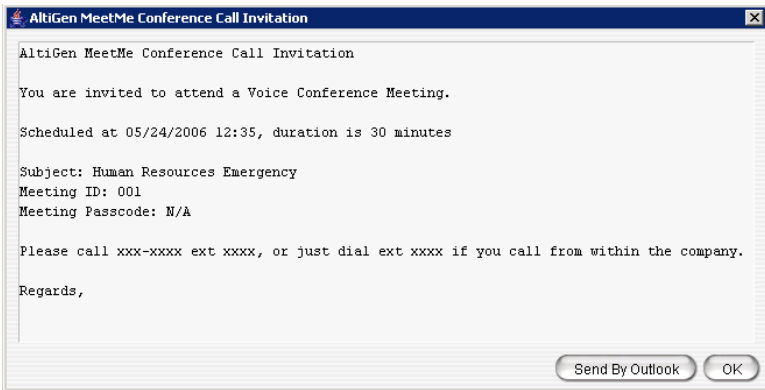 AltiGen MeetMe Conference Call Invitation
AltiGen MeetMe Conference Call Invitation
You are invited to attend a Voice Conference Meeting.
Scheduled at 05/24/2006 12:35, duration is 30 minutes
Subject: Human Resources Emergency
Meeting ID: 001
Meeting Passcode: N/A
Please call xxx-xxxx ext xxxx, or just dial ext xxxx if you call from within the company.
Regards,
Send By Outlook
OK